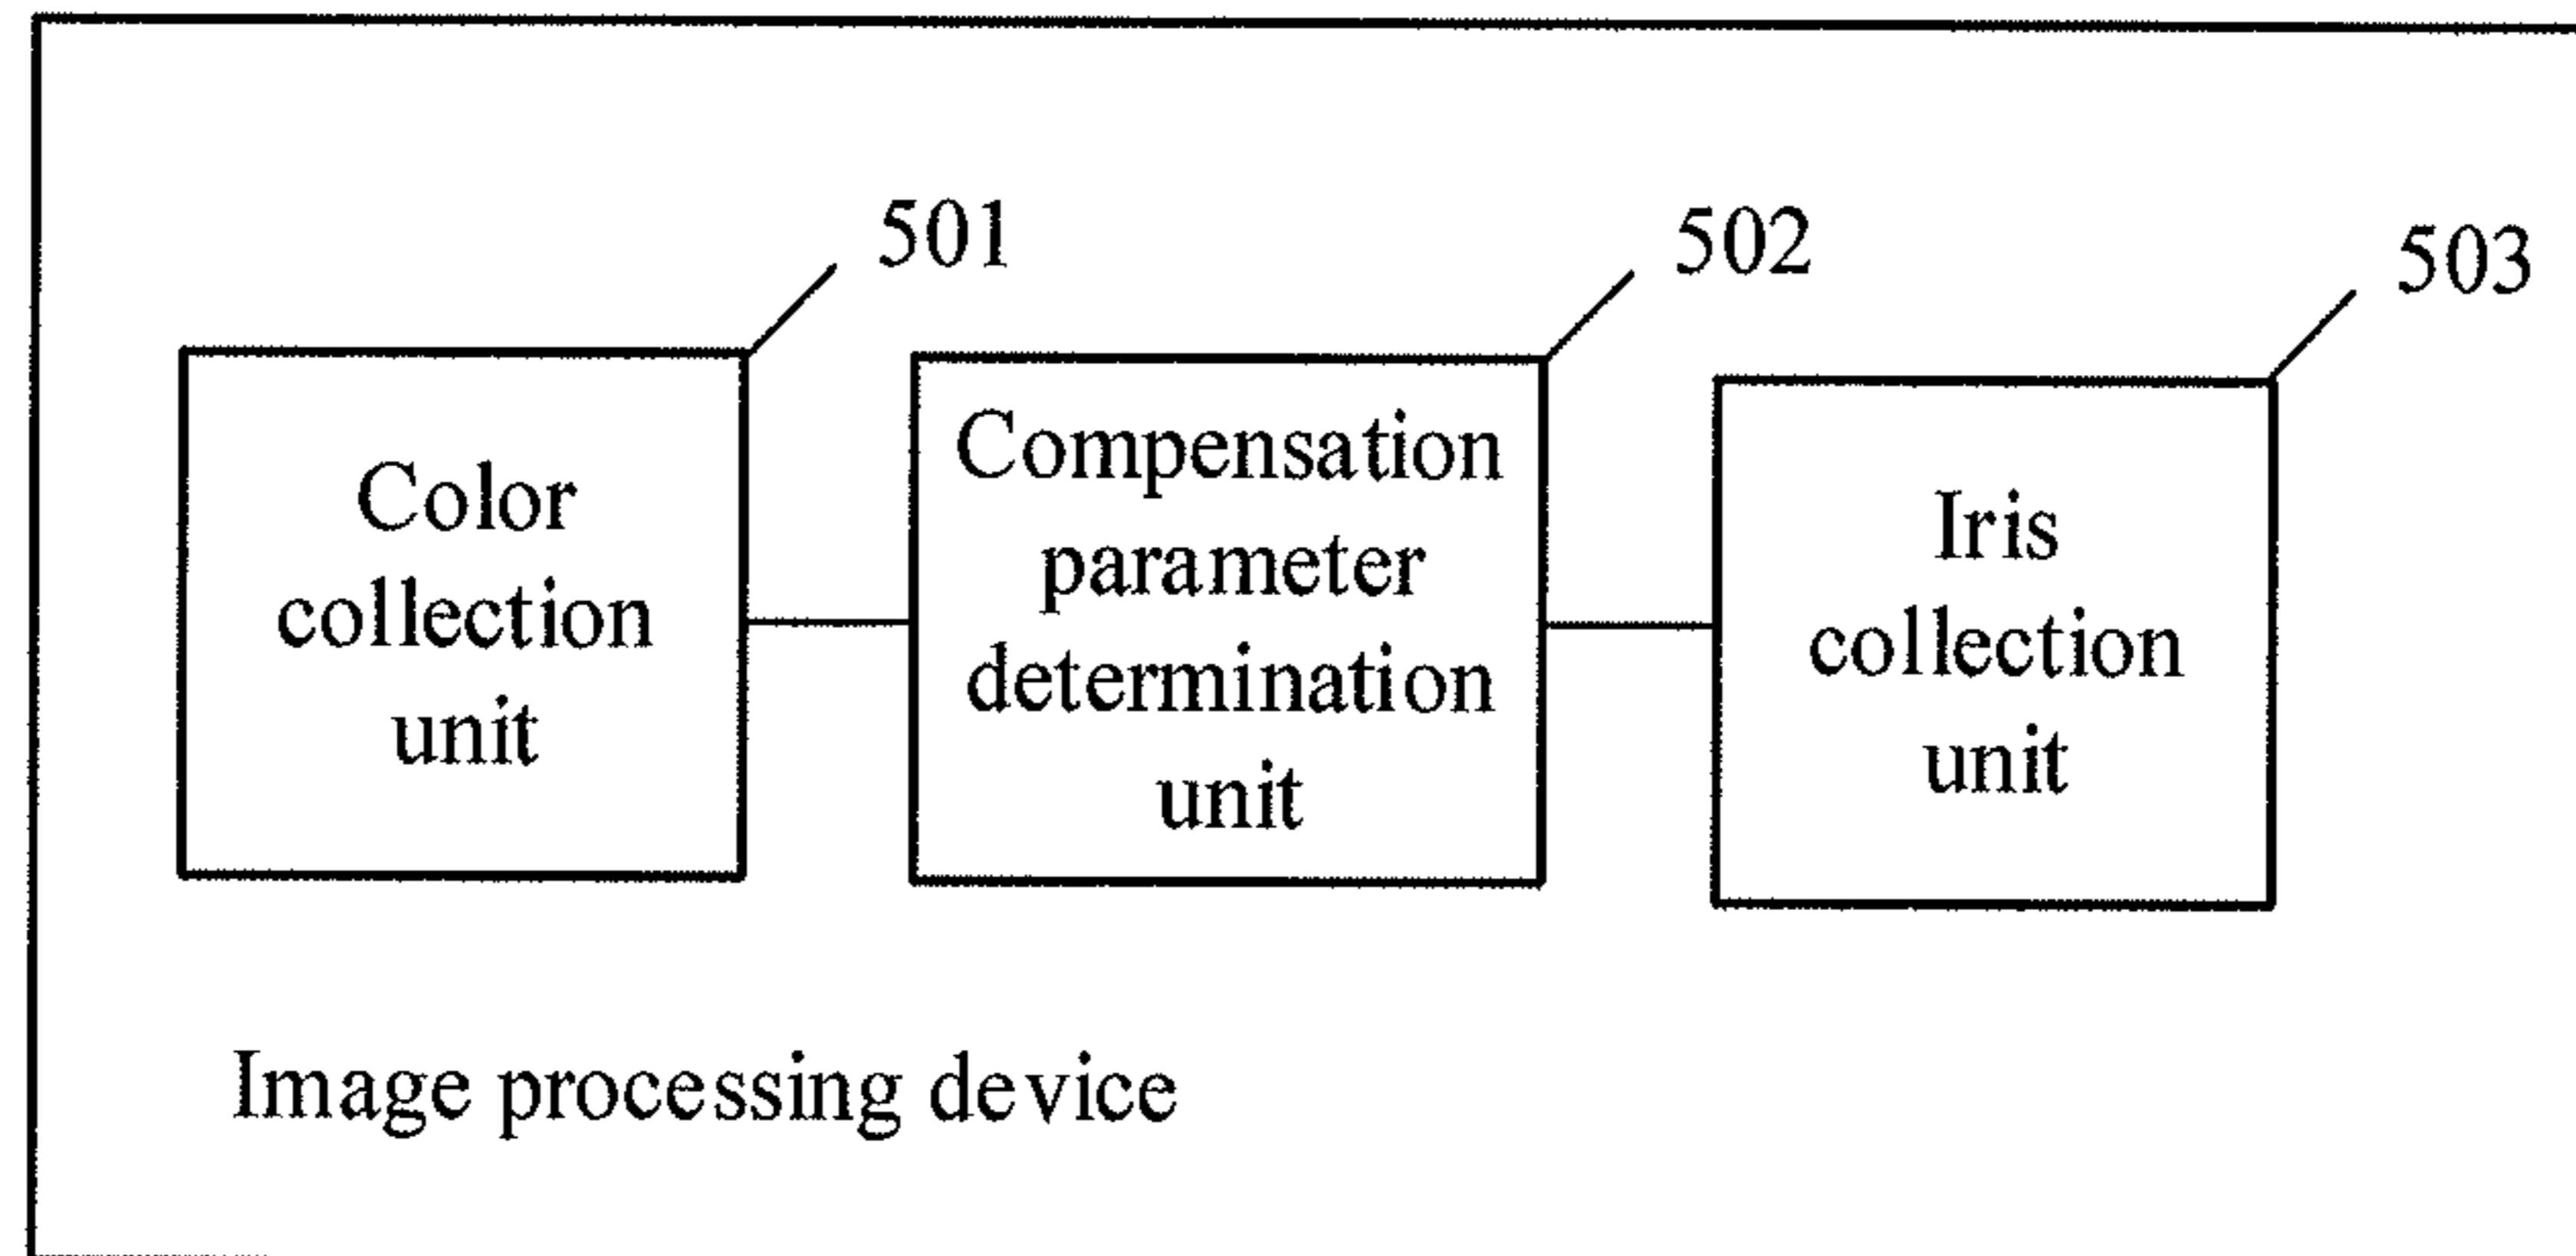 501
502
503
Color
collection
unit
Compensation
parameter
determination
unit
Iris
collection
unit
Image processing device